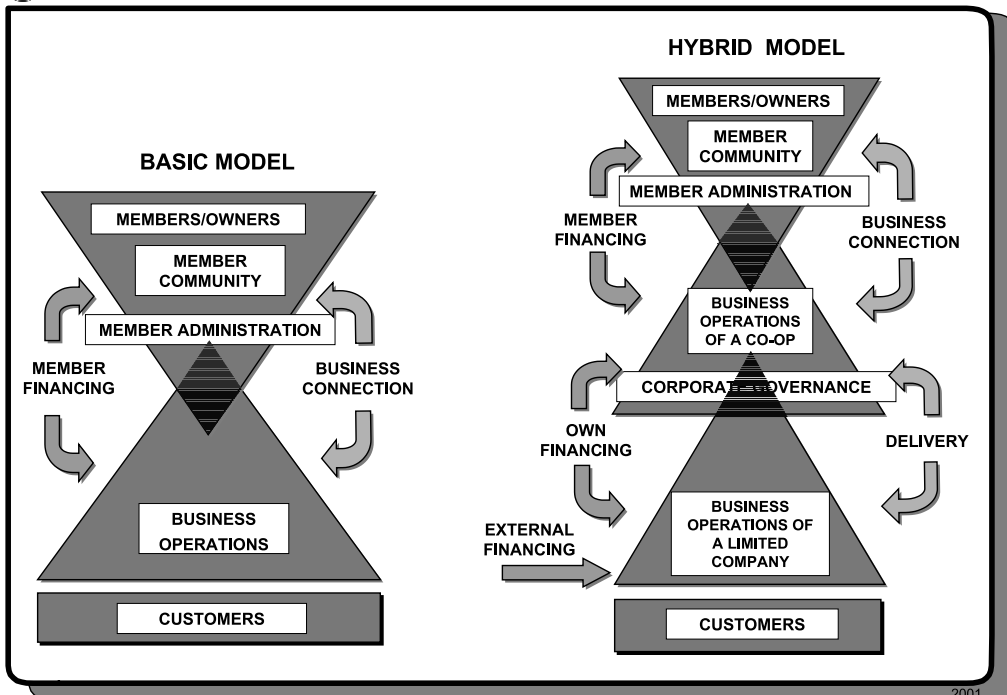 BASIC MODEL
MEMBERS/OWNERS
MEMBER
COMMUNITY
MEMBER ADMINISTRATION
MEMBER
FINANCING
BUSINESS
CONNECTION
BUSINESS
OPERATIONS
CUSTOMERS
HYBRID MODEL
MEMBERS/OWNERS
MEMBER
COMMUNITY
MEMBER ADMINISTRATION
MEMBER
FINANCING
BUSINESS
CONNECTION
BUSINESS
OPERATIONS
OF A CO-OP
CORPORATE GOVERNANCE
OWN
FINANCING
DELIVERY
BUSINESS
OPERATIONS OF
A LIMITED
COMPANY
EXTERNAL
FINANCING
CUSTOMERS
2001